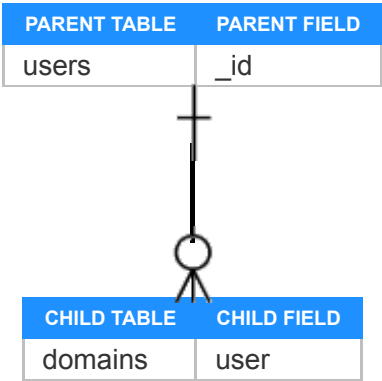 PARENT TABLE PARENT FIELD
users _id
CHILD TABLE CHILD FIELD
domains user